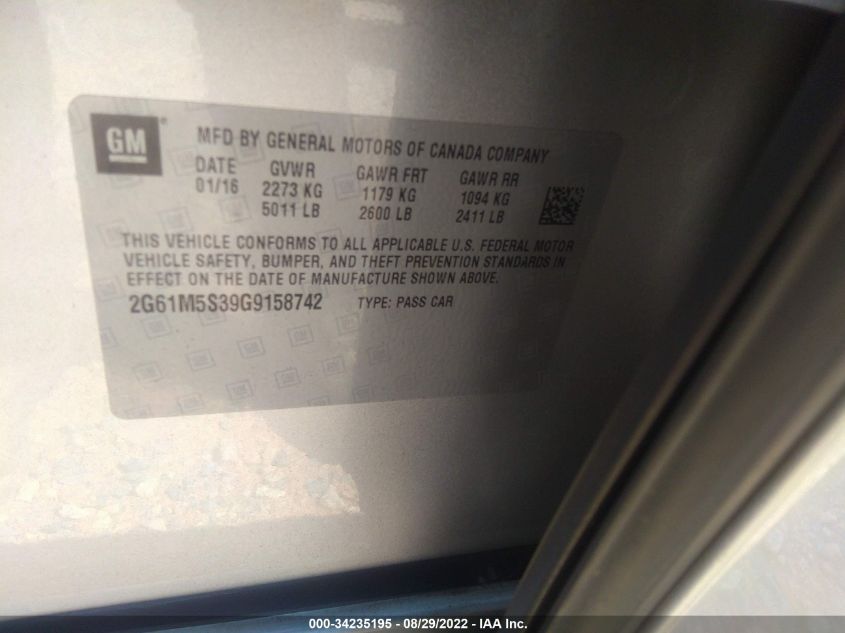 GM ® MFD BY GENERAL MOTORS OF CANADA COMPANY
DATE GVWR GAWR FRT GAWR RR
01/16 2273 KG 1179 KG 1094 KG
5011 LB 2600 LB 2411 LB
THIS VEHICLE CONFORMS TO ALL APPLICABLE U.S. FEDERAL MOTOR
VEHICLE SAFETY, BUMPER, AND THEFT PREVENTION STANDARDS IN
EFFECT ON THE DATE OF MANUFACTURE SHOWN ABOVE.
2G61M5S39G9158742 TYPE: PASS CAR
000-34235195 - 08/29/2022 - IAA Inc.